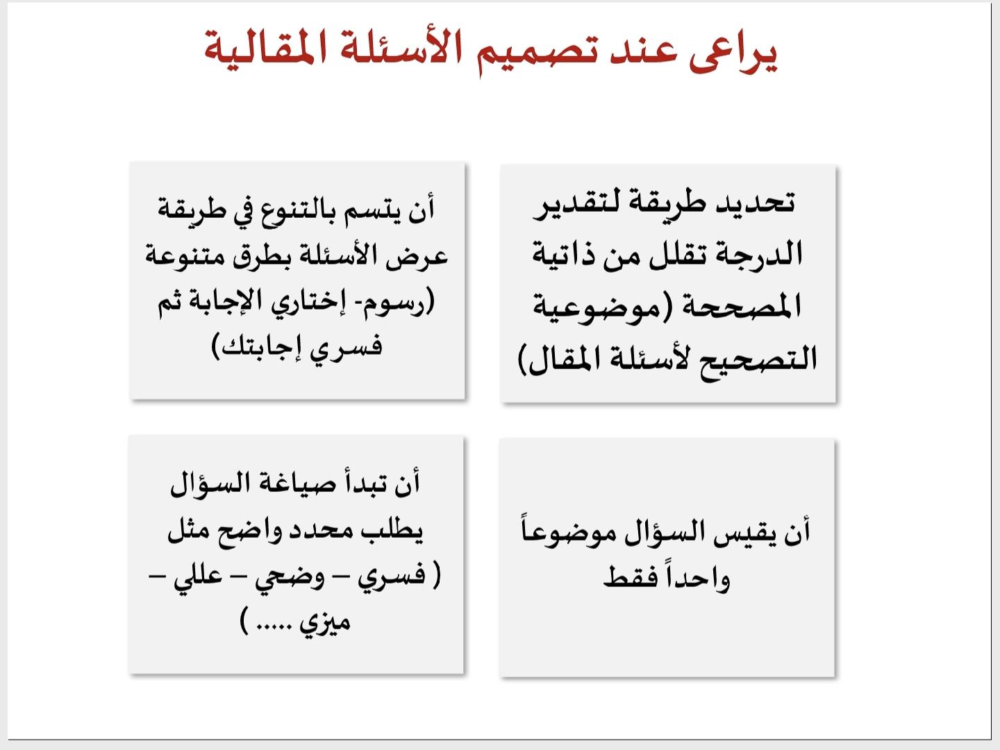 يراعى عند تصميم الأسئلة المقالية
تحديد طريقة لتقدير
الدرجة تقلل من ذاتية
المصححة (موضوعية
التصحيح لأسئلة المقال)
أن يتسم بالتنوع في طريقة
عرض الأسئلة بطرق متنوعة
(رسوم- إختاري الإجابة ثم
فسري إجابتك)
أن يقيس السؤال موضوعاً
واحداً فقط
أن تبدأ صياغة السؤال
يطلب محدد واضح مثل
( فسري – وضحي – عللي –
ميزي ..... )